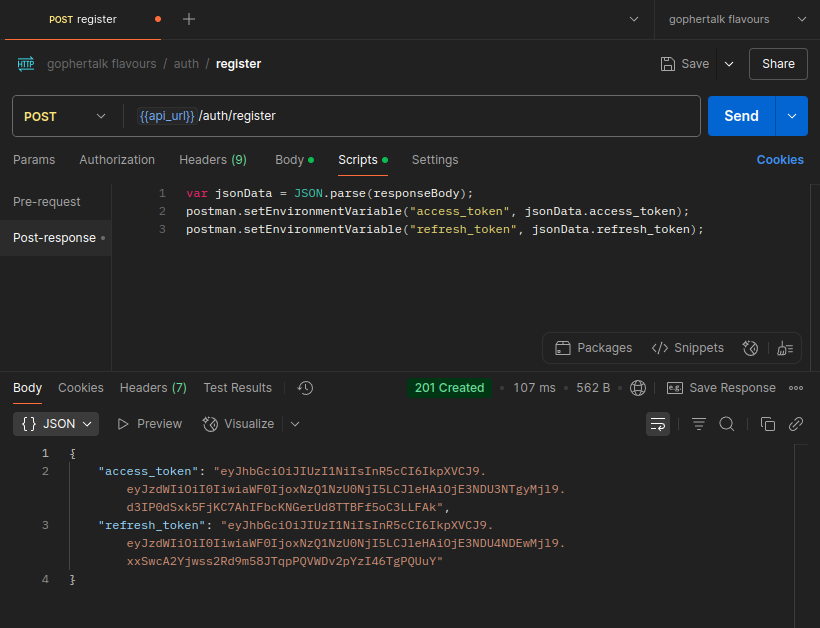 POST register
gophertalk flavours
HTTP gophertalk flavours / auth / register Save Share
POST {{api_url}} /auth/register Send
Params Authorization Headers (9) Body Scripts Settings Cookies
Pre-request
Post-response
1 var jsonData = JSON.parse(responseBody);
2 postman.setEnvironmentVariable("access_token", jsonData.access_token);
3 postman.setEnvironmentVariable("refresh_token", jsonData.refresh_token);
Packages </> Snippets
Body Cookies Headers (7) Test Results 201 Created • 107 ms • 562 B • e.g. Save Response
{} JSON Preview Visualize
1 {
2 "access_token": "eyJhbGciOiJIUzI1NiIsInR5cCI6IkpXVCJ9.
eyJzdWIiOiI0IiwiaWF0IjoxNzQ1NzU0NjI5LCJleHAiOjE3NDU3NTgyMjl9.
d3IP0dSxk5FjKC7AhIFbcKNGerUd8TTBFf5oC3LLFAk",
3 "refresh_token": "eyJhbGciOiJIUzI1NiIsInR5cCI6IkpXVCJ9.
eyJzdWIiOiI0IiwiaWF0IjoxNzQ1NzU0NjI5LCJleHAiOjE3NDU4NDEwMjl9.
xxSwcA2Yjwss2Rd9m58JTqpPQVWDv2pYzI46TgPQUuY"
4 }